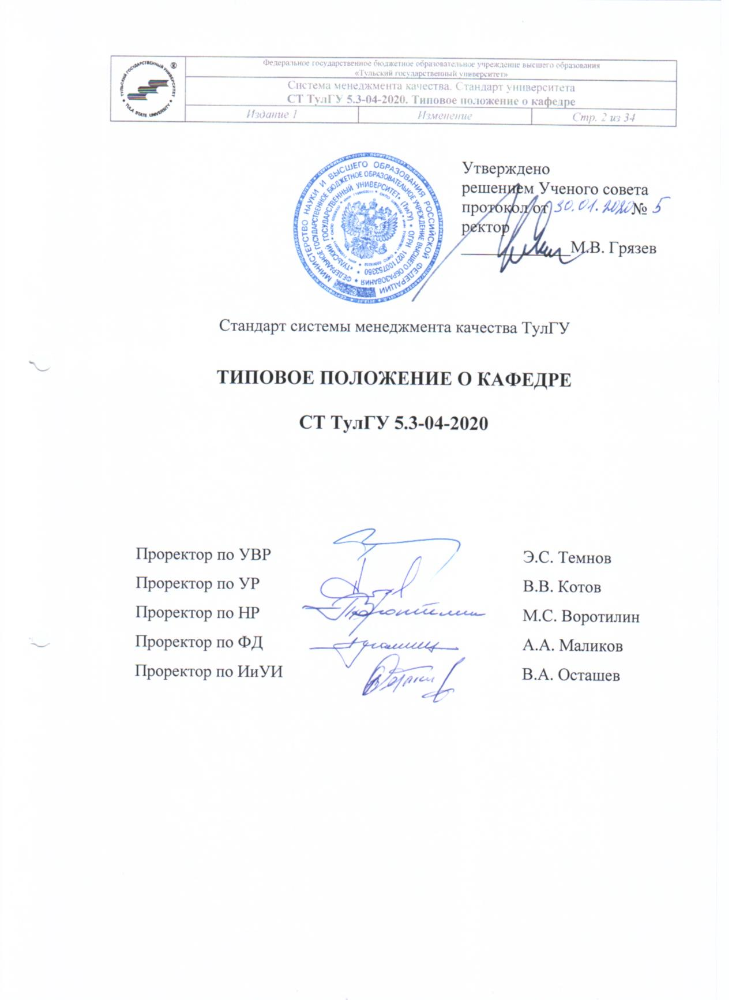 Федеральное государственное бюджетное образовательное учреждение высшего образования
«Тульский государственный университет»
Система менеджмента качества. Стандарт университета
СТ ТулГУ 5.3-04-2020. Типовое положение о кафедре
Издание 1 Изменение Стр. 2 из 34
ТУЛЬСКИЙ ГОСУДАРСТВЕННЫЙ УНИВЕРСИТЕТ ®
TULA STATE UNIVERSITY
Утверждено
решением Ученого совета
протокол от 30.01.2020 № 5
ректор
М.В. Грязев
МИНИСТЕРСТВО НАУКИ И ВЫСШЕГО ОБРАЗОВАНИЯ РОССИЙСКОЙ ФЕДЕРАЦИИ
ФЕДЕРАЛЬНОЕ ГОСУДАРСТВЕННОЕ БЮДЖЕТНОЕ ОБРАЗОВАТЕЛЬНОЕ УЧРЕЖДЕНИЕ ВЫСШЕГО ОБРАЗОВАНИЯ
«ТУЛЬСКИЙ ГОСУДАРСТВЕННЫЙ УНИВЕРСИТЕТ» (ТулГУ) ОГРН 1027100753360
Стандарт системы менеджмента качества ТулГУ
ТИПОВОЕ ПОЛОЖЕНИЕ О КАФЕДРЕ
СТ ТулГУ 5.3-04-2020
Проректор по УВР Э.С. Темнов
Проректор по УР В.В. Котов
Проректор по НР М.С. Воротилин
Проректор по ФД А.А. Маликов
Проректор по ИиУИ В.А. Осташев